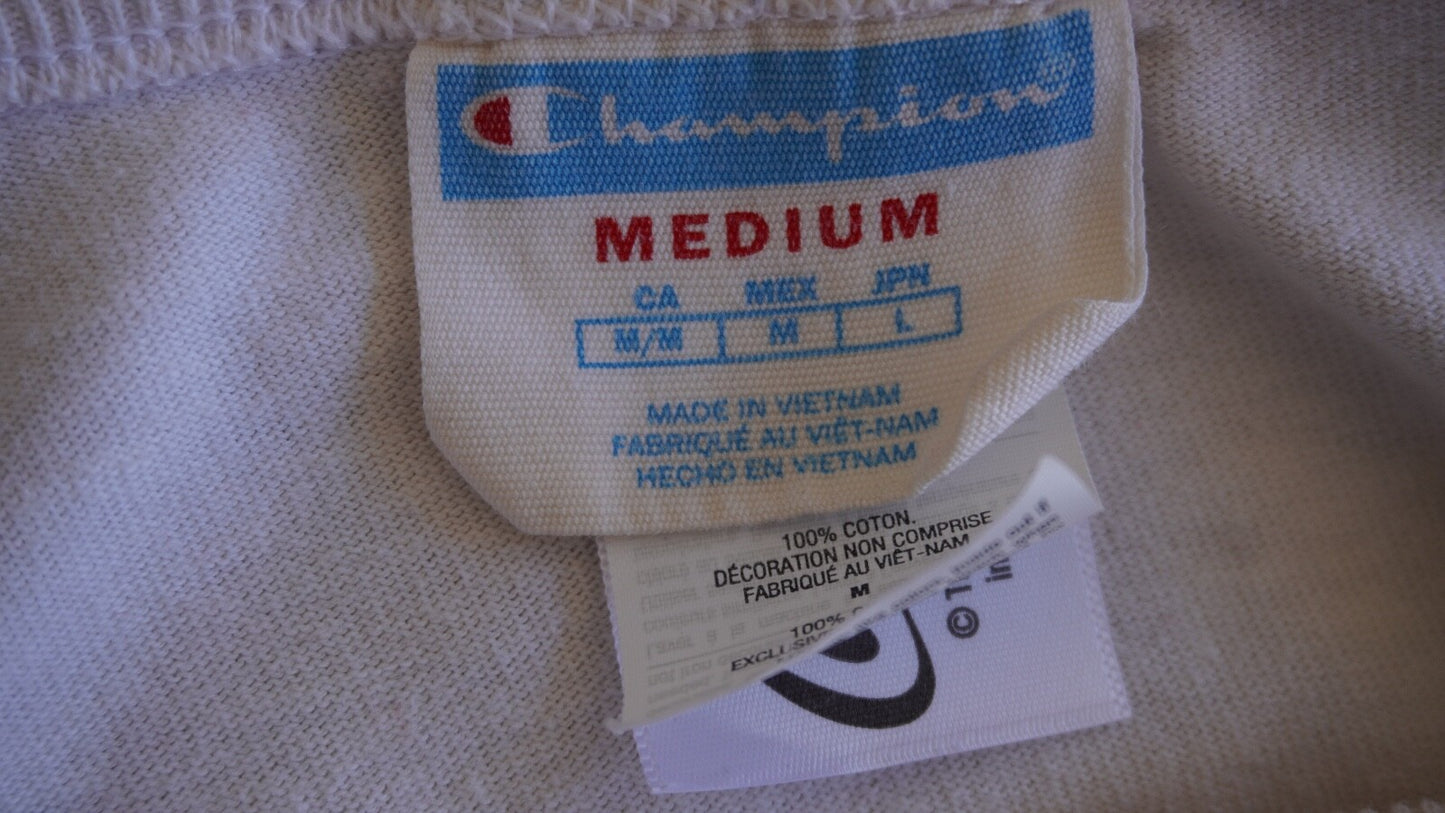 Champion®
MEDIUM
CA MEX JPN
M/M M L
MADE IN VIETNAM
FABRIQUÉ AU VIÊT-NAM
HECHO EN VIETNAM
100% COTON.
DÉCORATION NON COMPRISE
FABRIQUÉ AU VIÊT-NAM
M
100%
©